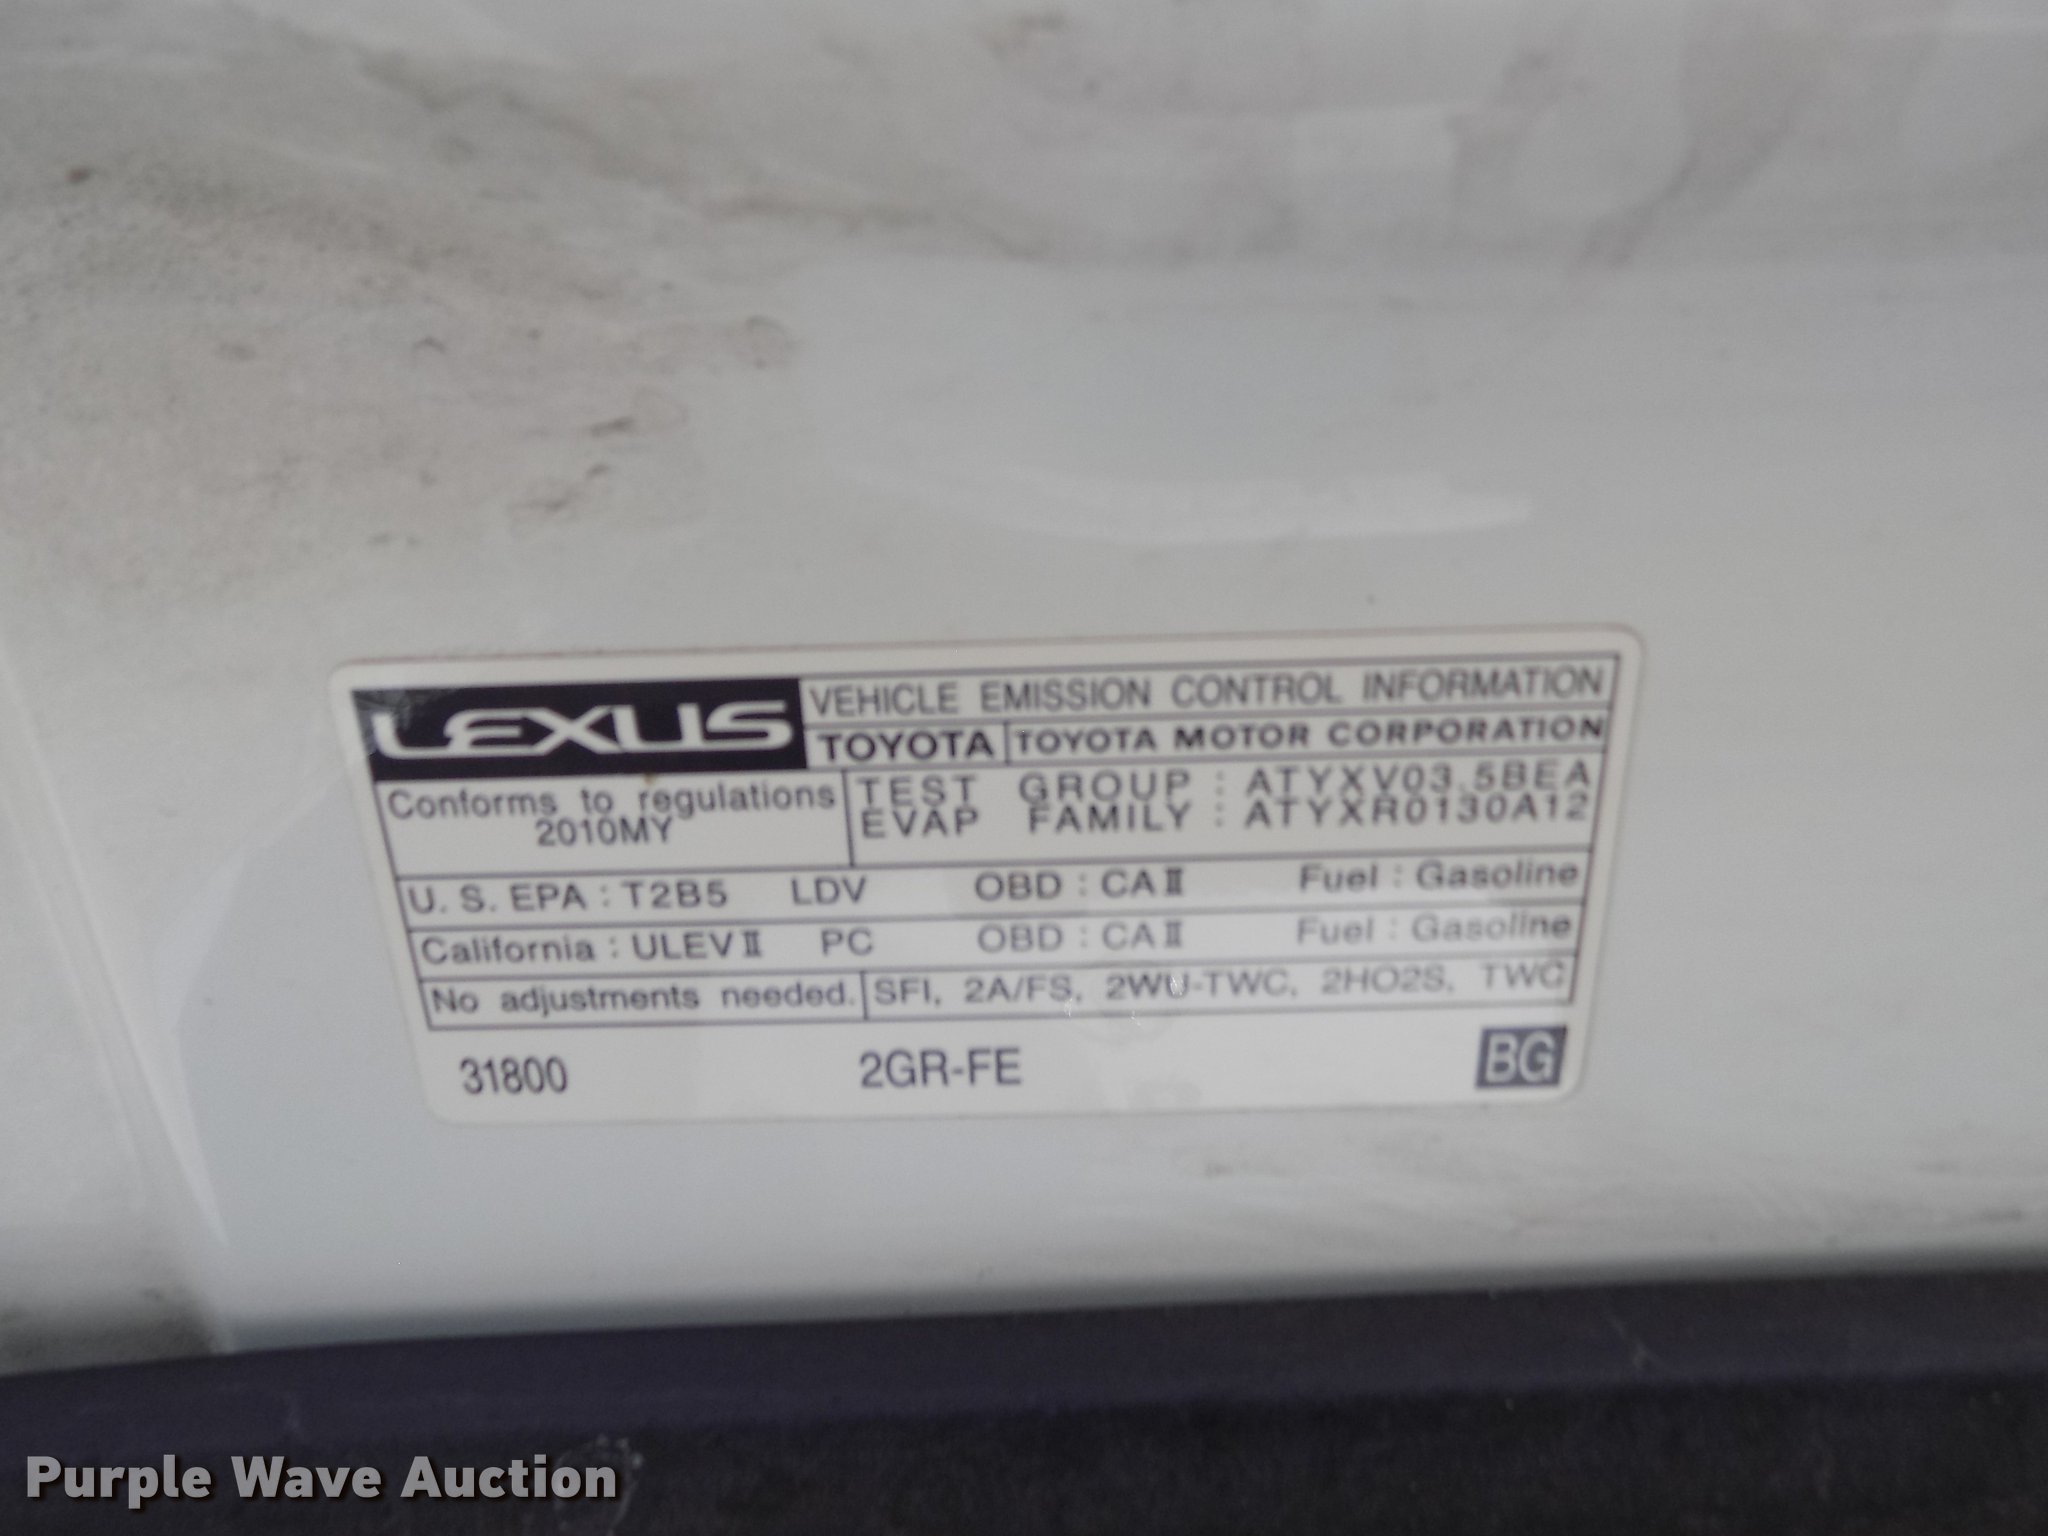 LEXUS
VEHICLE EMISSION CONTROL INFORMATION
TOYOTA TOYOTA MOTOR CORPORATION
Conforms to regulations
2010MY
TEST GROUP : ATYXV03.5BEA
EVAP FAMILY : ATYXR0130A12
U. S. EPA : T2B5 LDV OBD : CAⅡ Fuel : Gasoline
California : ULEVⅡ PC OBD : CAⅡ Fuel : Gasoline
No adjustments needed. SFI, 2A/FS, 2WU-TWC, 2HO2S, TWC
31800 2GR-FE BG
Purple Wave Auction